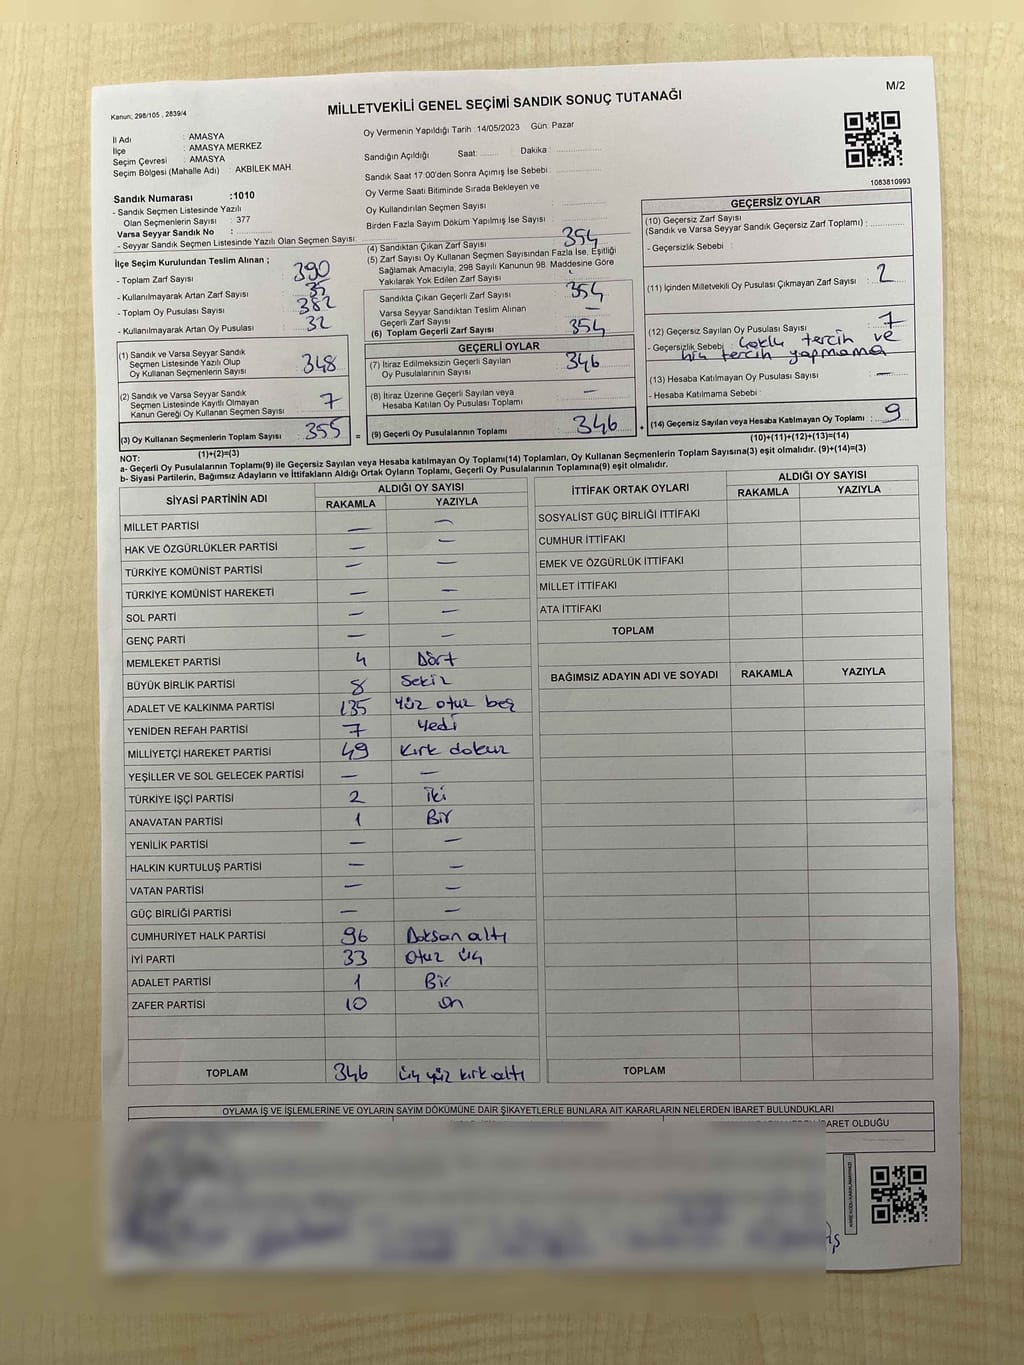 M/2
Kanun, 298/105 , 2839/4
MİLLETVEKİLİ GENEL SEÇİMİ SANDIK SONUÇ TUTANAĞI
İl Adı : AMASYA
İlçe : AMASYA MERKEZ
Seçim Çevresi : AMASYA
Seçim Bölgesi (Mahalle Adı) : AKBİLEK MAH
Sandık Numarası :1010
- Sandık Seçmen Listesinde Yazılı
Olan Seçmenlerin Sayısı : 377
Varsa Seyyar Sandık No :
- Seyyar Sandık Seçmen Listesinde Yazılı Olan Seçmen Sayısı:
Oy Vermenin Yapıldığı Tarih : 14/05/2023 Gün: Pazar
Sandığın Açıldığı Saat: Dakika :
Sandık Saat 17:00'den Sonra Açımış İse Sebebi :
Oy Verme Saati Bitiminde Sırada Bekleyen ve
Oy Kullandırılan Seçmen Sayısı :
Birden Fazla Sayım Döküm Yapılmış İse Sayısı :
1063810993
İlçe Seçim Kurulundan Teslim Alınan ;
- Toplam Zarf Sayısı : 390
- Kullanılmayarak Artan Zarf Sayısı : 35
- Toplam Oy Pusulası Sayısı : 382
- Kullanılmayarak Artan Oy Pusulası : 32
(1) Sandık ve Varsa Seyyar Sandık
Seçmen Listesinde Yazılı Olup
Oy Kullanan Seçmenlerin Sayısı : 348
(2) Sandık ve Varsa Seyyar Sandık
Seçmen Listesinde Kayıtlı Olmayan
Kanun Gereği Oy Kullanan Seçmen Sayısı : 7
(3) Oy Kullanan Seçmenlerin Toplam Sayısı : 355
(1)+(2)=(3)
(4) Sandıktan Çıkan Zarf Sayısı : 354
(5) Zarf Sayısı Oy Kullanan Seçmen Sayısından Fazla İse, Eşitliği
Sağlamak Amacıyla; 298 Sayılı Kanunun 98. Maddesine Göre
Yakılarak Yok Edilen Zarf Sayısı :
Sandıkta Çıkan Geçerli Zarf Sayısı : 354
Varsa Seyyar Sandıktan Teslim Alınan
Geçerli Zarf Sayısı : —
(6) Toplam Geçerli Zarf Sayısı : 354
GEÇERLİ OYLAR
(7) İtiraz Edilmeksizin Geçerli Sayılan
Oy Pusulalarının Sayısı : 346
(8) İtiraz Üzerine Geçerli Sayılan veya
Hesaba Katılan Oy Pusulası Toplamı : —
= (9) Geçerli Oy Pusulalarının Toplamı : 346 +
GEÇERSİZ OYLAR
(10) Geçersiz Zarf Sayısı
(Sandık ve Varsa Seyyar Sandık Geçersiz Zarf Toplamı) :
- Geçersizlik Sebebi :
(11) İçinden Milletvekili Oy Pusulası Çıkmayan Zarf Sayısı : 2
(12) Geçersiz Sayılan Oy Pusulası Sayısı : 7
- Geçersizlik Sebebi : Çoklu tercih ve
hiç tercih yapmama
(13) Hesaba Katılmayan Oy Pusulası Sayısı : —
- Hesaba Katılmama Sebebi :
(14) Geçersiz Sayılan veya Hesaba Katılmayan Oy Toplamı : 9
(10)+(11)+(12)+(13)=(14)
NOT:
a- Geçerli Oy Pusulalarının Toplamı(9) ile Geçersiz Sayılan veya Hesaba katılmayan Oy Toplamı(14) Toplamları, Oy Kullanan Seçmenlerin Toplam Sayısına(3) eşit olmalıdır. (9)+(14)=(3)
b- Siyasi Partilerin, Bağımsız Adayların ve İttifakların Aldığı Ortak Oyların Toplamı, Geçerli Oy Pusulalarının Toplamına(9) eşit olmalıdır.
SİYASİ PARTİNİN ADI ALDIĞI OY SAYISI
RAKAMLA YAZIYLA
MİLLET PARTİSİ — —
HAK VE ÖZGÜRLÜKLER PARTİSİ — —
TÜRKİYE KOMÜNİST PARTİSİ — —
TÜRKİYE KOMÜNİST HAREKETİ — —
SOL PARTİ — —
GENÇ PARTİ — —
MEMLEKET PARTİSİ 4 Dört
BÜYÜK BİRLİK PARTİSİ 8 Sekiz
ADALET VE KALKINMA PARTİSİ 135 Yüz otuz beş
YENİDEN REFAH PARTİSİ 7 Yedi
MİLLİYETÇİ HAREKET PARTİSİ 49 Kırk dokuz
YEŞİLLER VE SOL GELECEK PARTİSİ — —
TÜRKİYE İŞÇİ PARTİSİ 2 İki
ANAVATAN PARTİSİ 1 Bir
YENİLİK PARTİSİ — —
HALKIN KURTULUŞ PARTİSİ — —
VATAN PARTİSİ — —
GÜÇ BİRLİĞİ PARTİSİ — —
CUMHURİYET HALK PARTİSİ 96 Doksan altı
İYİ PARTİ 33 Otuz üç
ADALET PARTİSİ 1 Bir
ZAFER PARTİSİ 10 On
TOPLAM 346 Üç yüz kırk altı
İTTİFAK ORTAK OYLARI ALDIĞI OY SAYISI
RAKAMLA YAZIYLA
SOSYALİST GÜÇ BİRLİĞİ İTTİFAKI
CUMHUR İTTİFAKI
EMEK VE ÖZGÜRLÜK İTTİFAKI
MİLLET İTTİFAKI
ATA İTTİFAKI
TOPLAM
BAĞIMSIZ ADAYIN ADI VE SOYADI RAKAMLA YAZIYLA
TOPLAM
OYLAMA İŞ VE İŞLEMLERİNE VE OYLARIN SAYIM DÖKÜMÜNE DAİR ŞİKAYETLERLE BUNLARA AİT KARARLARIN NELERDEN İBARET BULUNDUKLARI
BARET OLDUĞU